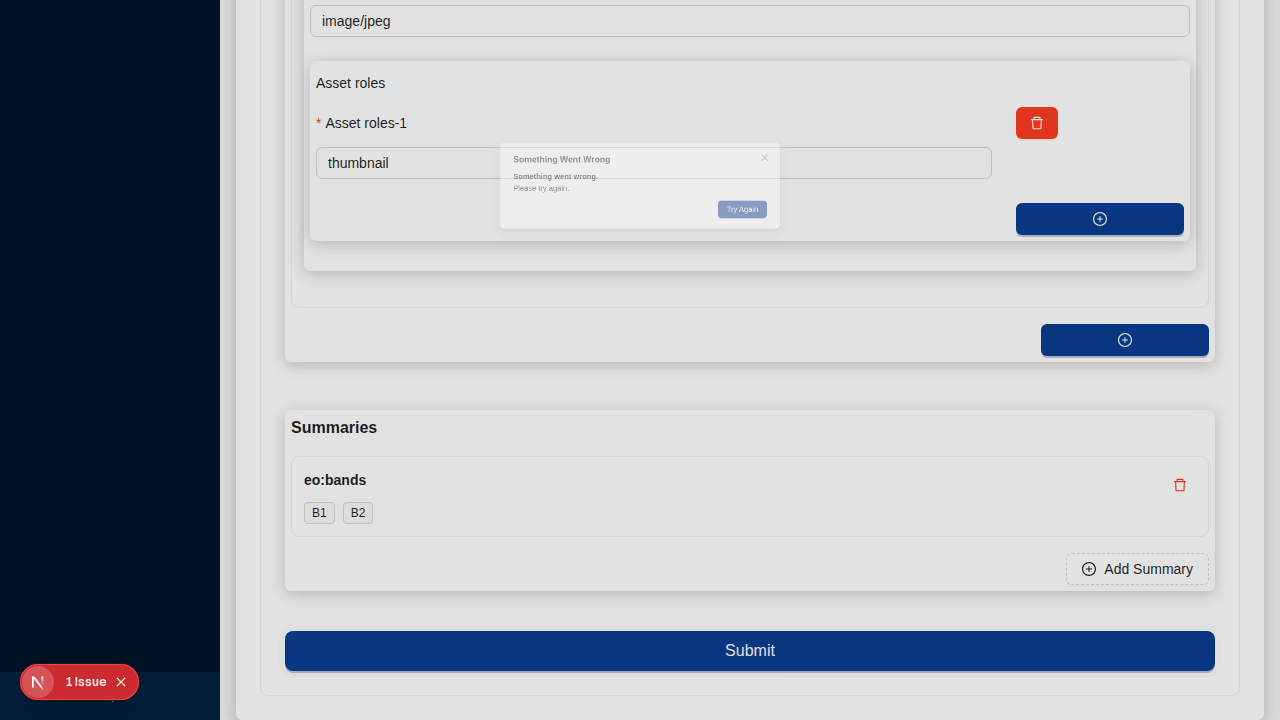 image/jpeg
Asset roles
* Asset roles-1
thumbnail
Something Went Wrong
Something went wrong.
Please try again.
Try Again
Summaries
eo:bands
B1 B2
Add Summary
Submit
N 1 Issue